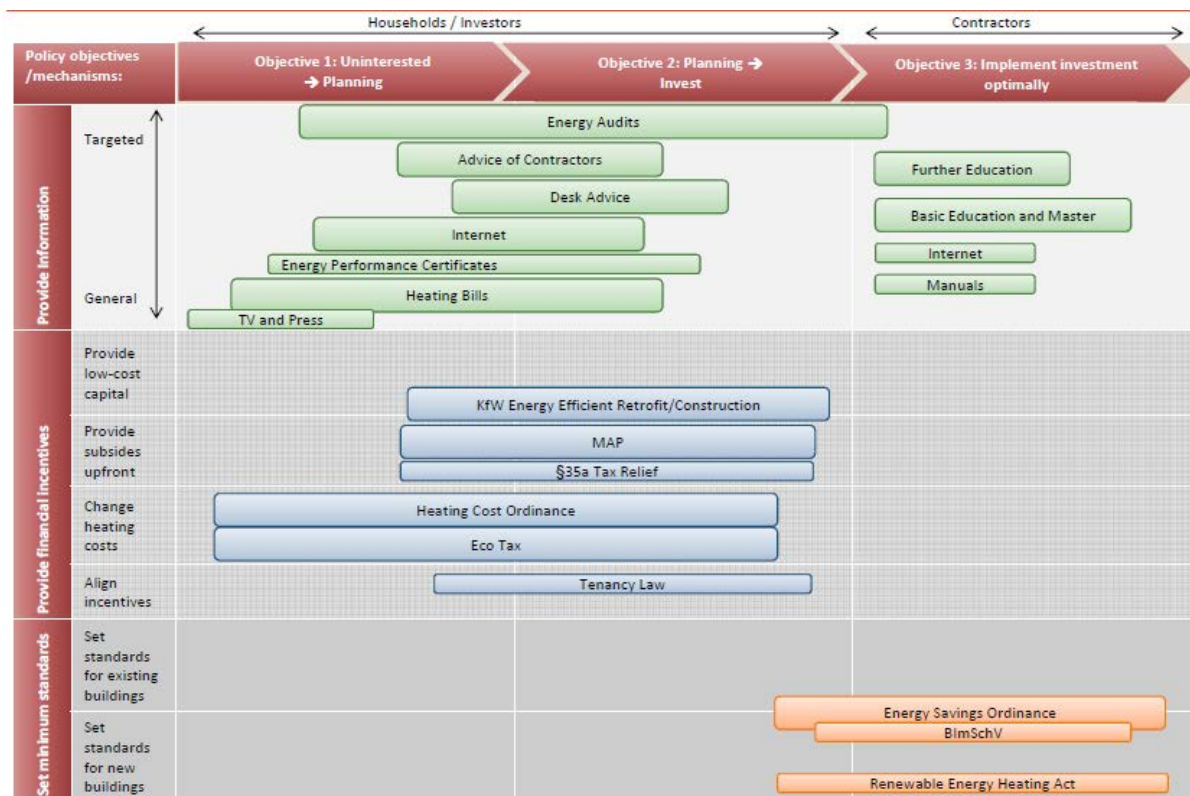 Households / Investors
Contractors
Policy objectives
/mechanisms:
Objective 1: Uninterested
→ Planning
Objective 2: Planning →
Invest
Objective 3: Implement investment
optimally
Provide Information
Targeted
General
Energy Audits
Advice of Contractors
Desk Advice
Internet
Energy Performance Certificates
Heating Bills
TV and Press
Further Education
Basic Education and Master
Internet
Manuals
Provide financial incentives
Provide
low-cost
capital
KfW Energy Efficient Retrofit/Construction
Provide
subsides
upfront
MAP
§35a Tax Relief
Change
heating
costs
Heating Cost Ordinance
Eco Tax
Align
incentives
Tenancy Law
Set minimum standards
Set
standards
for existing
buildings
Energy Savings Ordinance
BImSchV
Set
standards
for new
buildings
Renewable Energy Heating Act